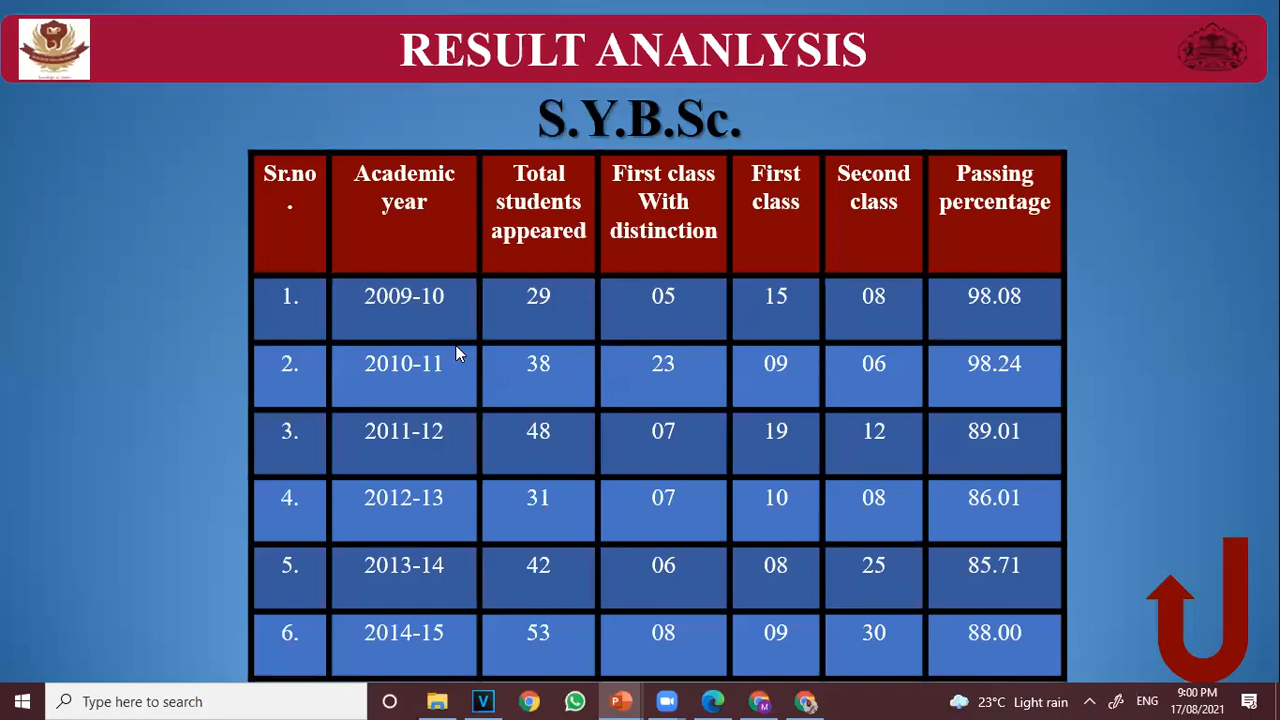 RESULT ANANLYSIS
S.Y.B.Sc.
Sr.no
.
Academic
year
Total
students
appeared
First class
With
distinction
First
class
Second
class
Passing
percentage
1. 2009-10 29 05 15 08 98.08
2. 2010-11 38 23 09 06 98.24
3. 2011-12 48 07 19 12 89.01
4. 2012-13 31 07 10 08 86.01
5. 2013-14 42 06 08 25 85.71
6. 2014-15 53 08 09 30 88.00
Type here to search
23°C Light rain
ENG
9:00 PM
17/08/2021